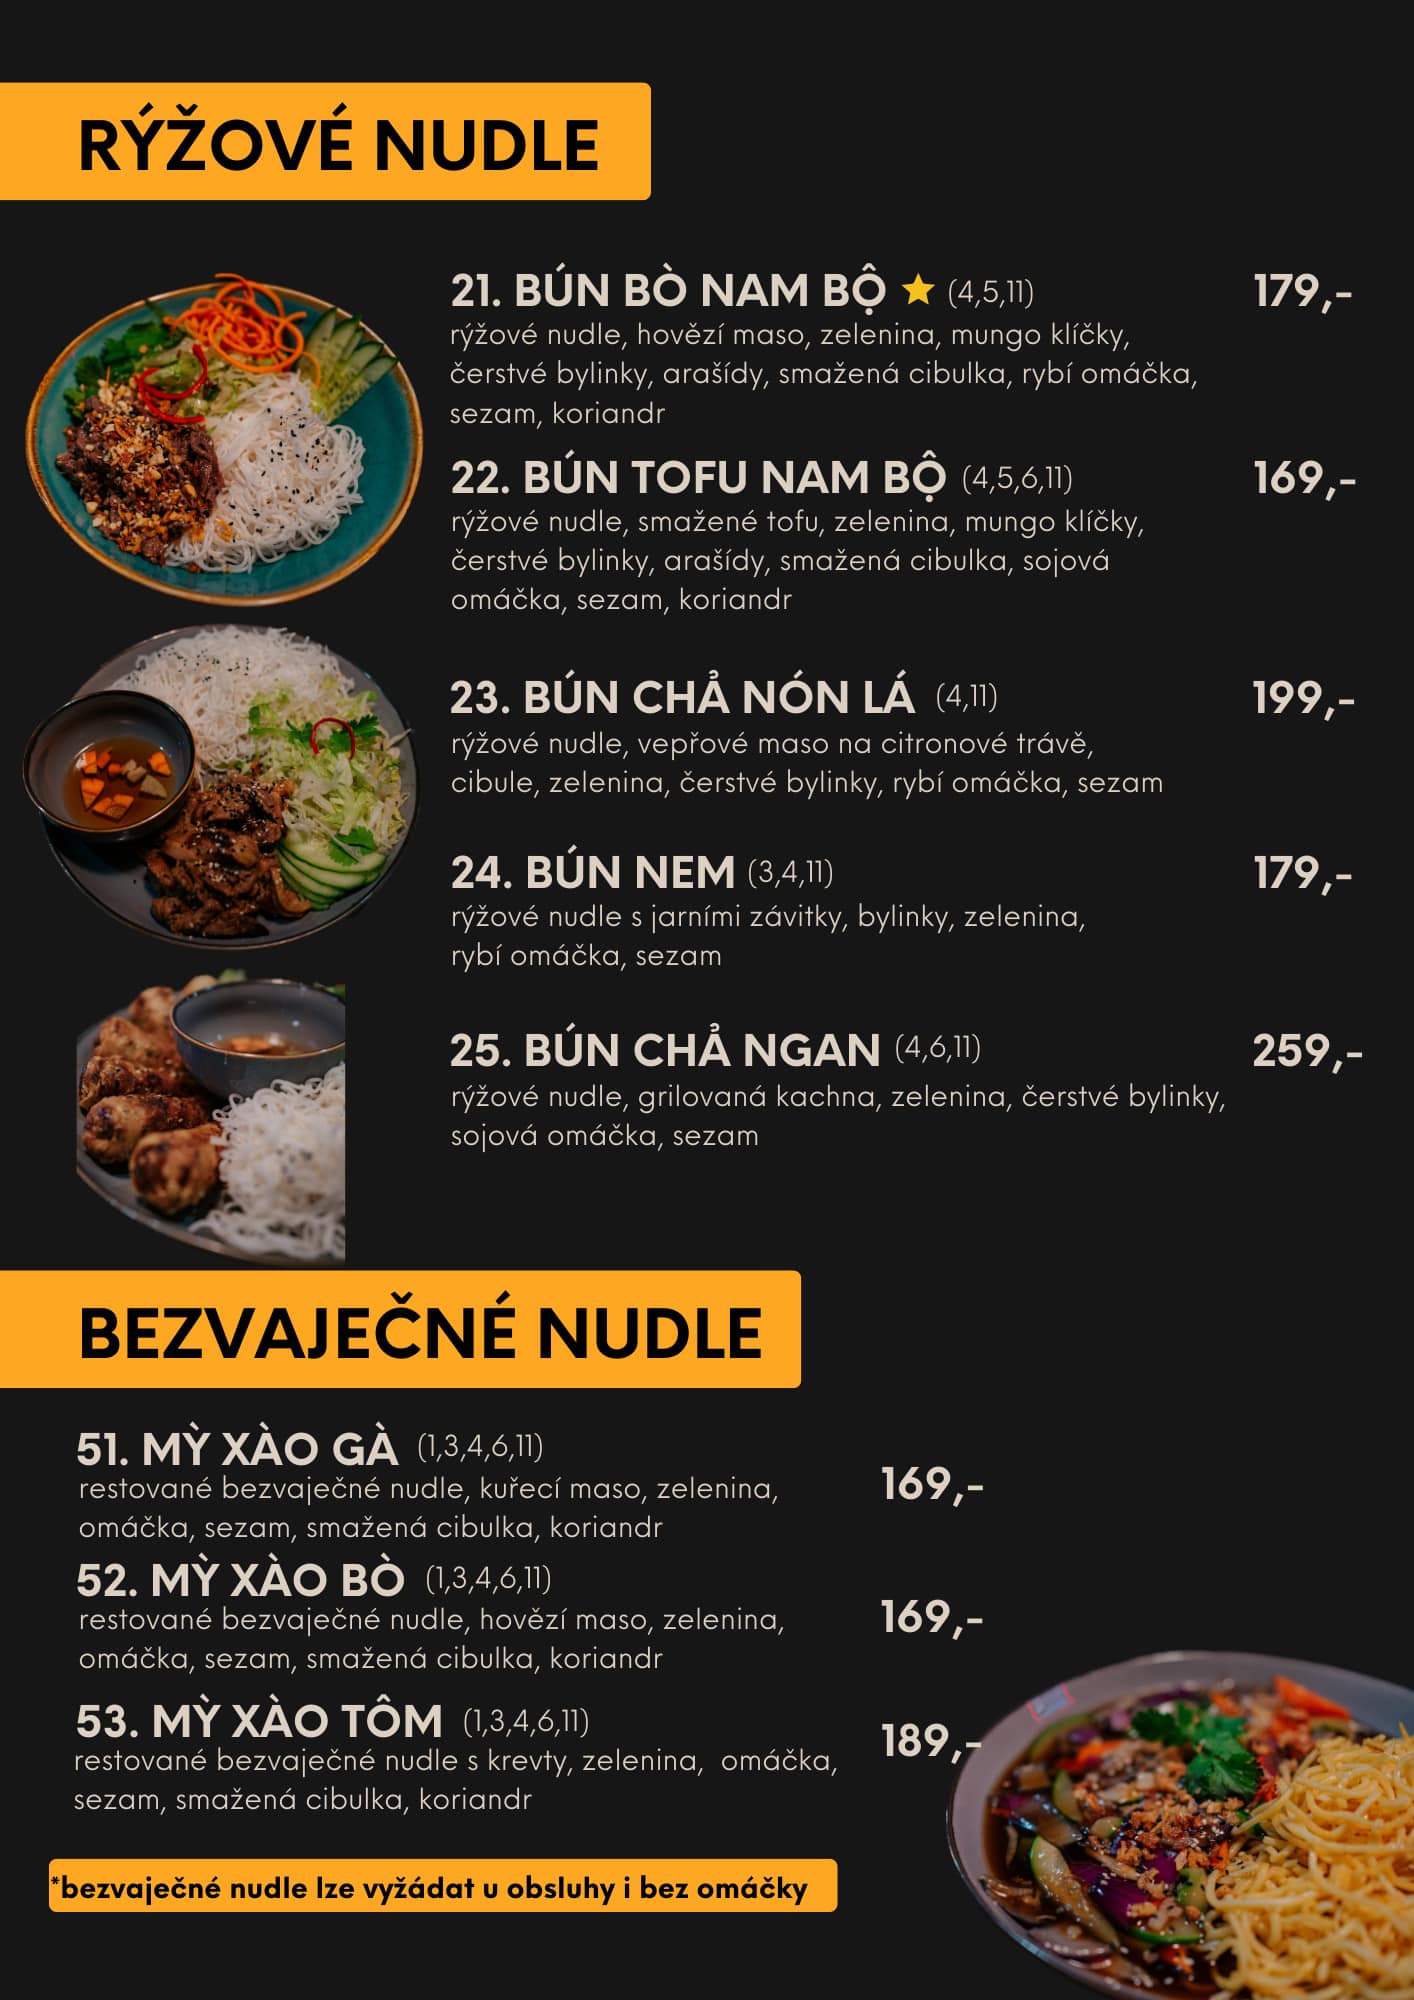 RÝŽOVÉ NUDLE
21. BÚN BÒ NAM BỘ (4,5,11) 179,-
rýžové nudle, hovězí maso, zelenina, mungo klíčky,
čerstvé bylinky, arašídy, smažená cibulka, rybí omáčka,
sezam, koriandr
22. BÚN TOFU NAM BỘ (4,5,6,11) 169,-
rýžové nudle, smažené tofu, zelenina, mungo klíčky,
čerstvé bylinky, arašídy, smažená cibulka, sojová
omáčka, sezam, koriandr
23. BÚN CHẢ NÓN LÁ (4,11) 199,-
rýžové nudle, vepřové maso na citronové trávě,
cibule, zelenina, čerstvé bylinky, rybí omáčka, sezam
24. BÚN NEM (3,4,11) 179,-
rýžové nudle s jarními závitky, bylinky, zelenina,
rybí omáčka, sezam
25. BÚN CHẢ NGAN (4,6,11) 259,-
rýžové nudle, grilovaná kachna, zelenina, čerstvé bylinky,
sojová omáčka, sezam
BEZVAJEČNÉ NUDLE
51. MỲ XÀO GÀ (1,3,4,6,11) 169,-
restované bezvaječné nudle, kuřecí maso, zelenina,
omáčka, sezam, smažená cibulka, koriandr
52. MỲ XÀO BÒ (1,3,4,6,11) 169,-
restované bezvaječné nudle, hovězí maso, zelenina,
omáčka, sezam, smažená cibulka, koriandr
53. MỲ XÀO TÔM (1,3,4,6,11) 189,-
restované bezvaječné nudle s krevty, zelenina, omáčka,
sezam, smažená cibulka, koriandr
*bezvaječné nudle lze vyžádat u obsluhy i bez omáčky